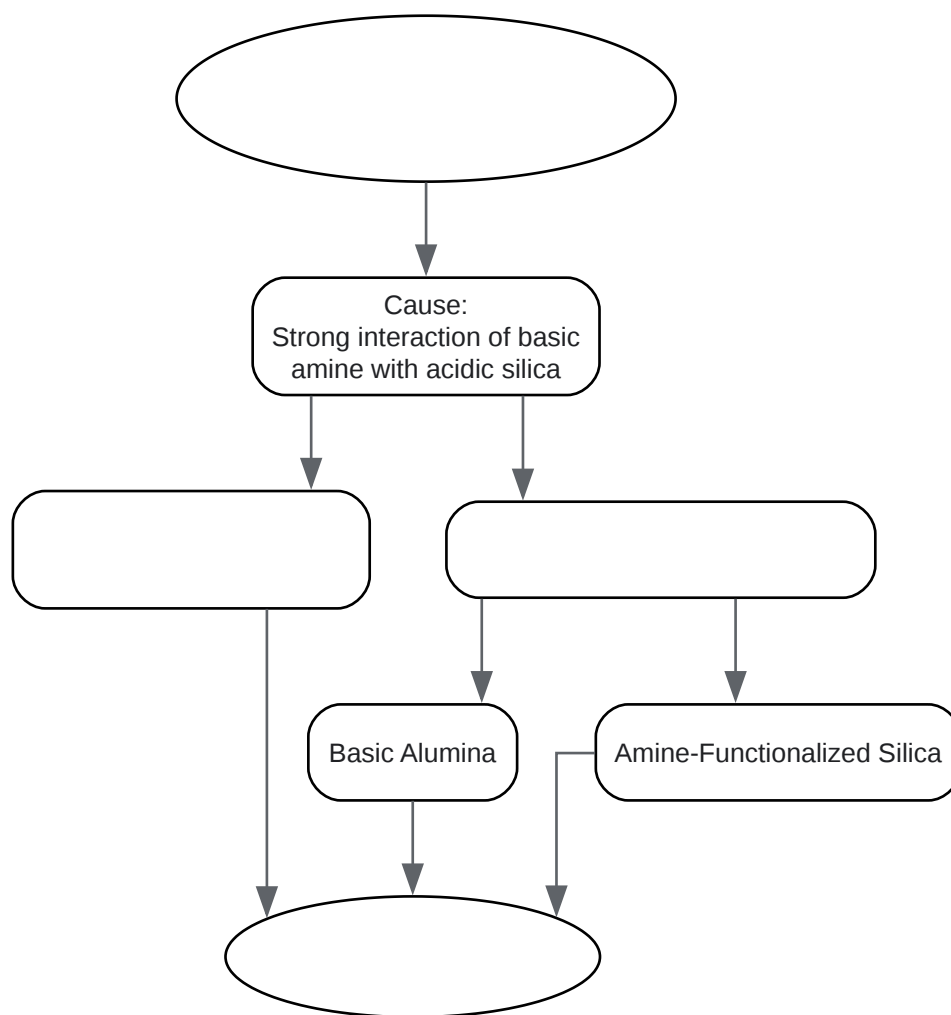 Cause:
Strong interaction of basic
amine with acidic silica
Basic Alumina
Amine-Functionalized Silica